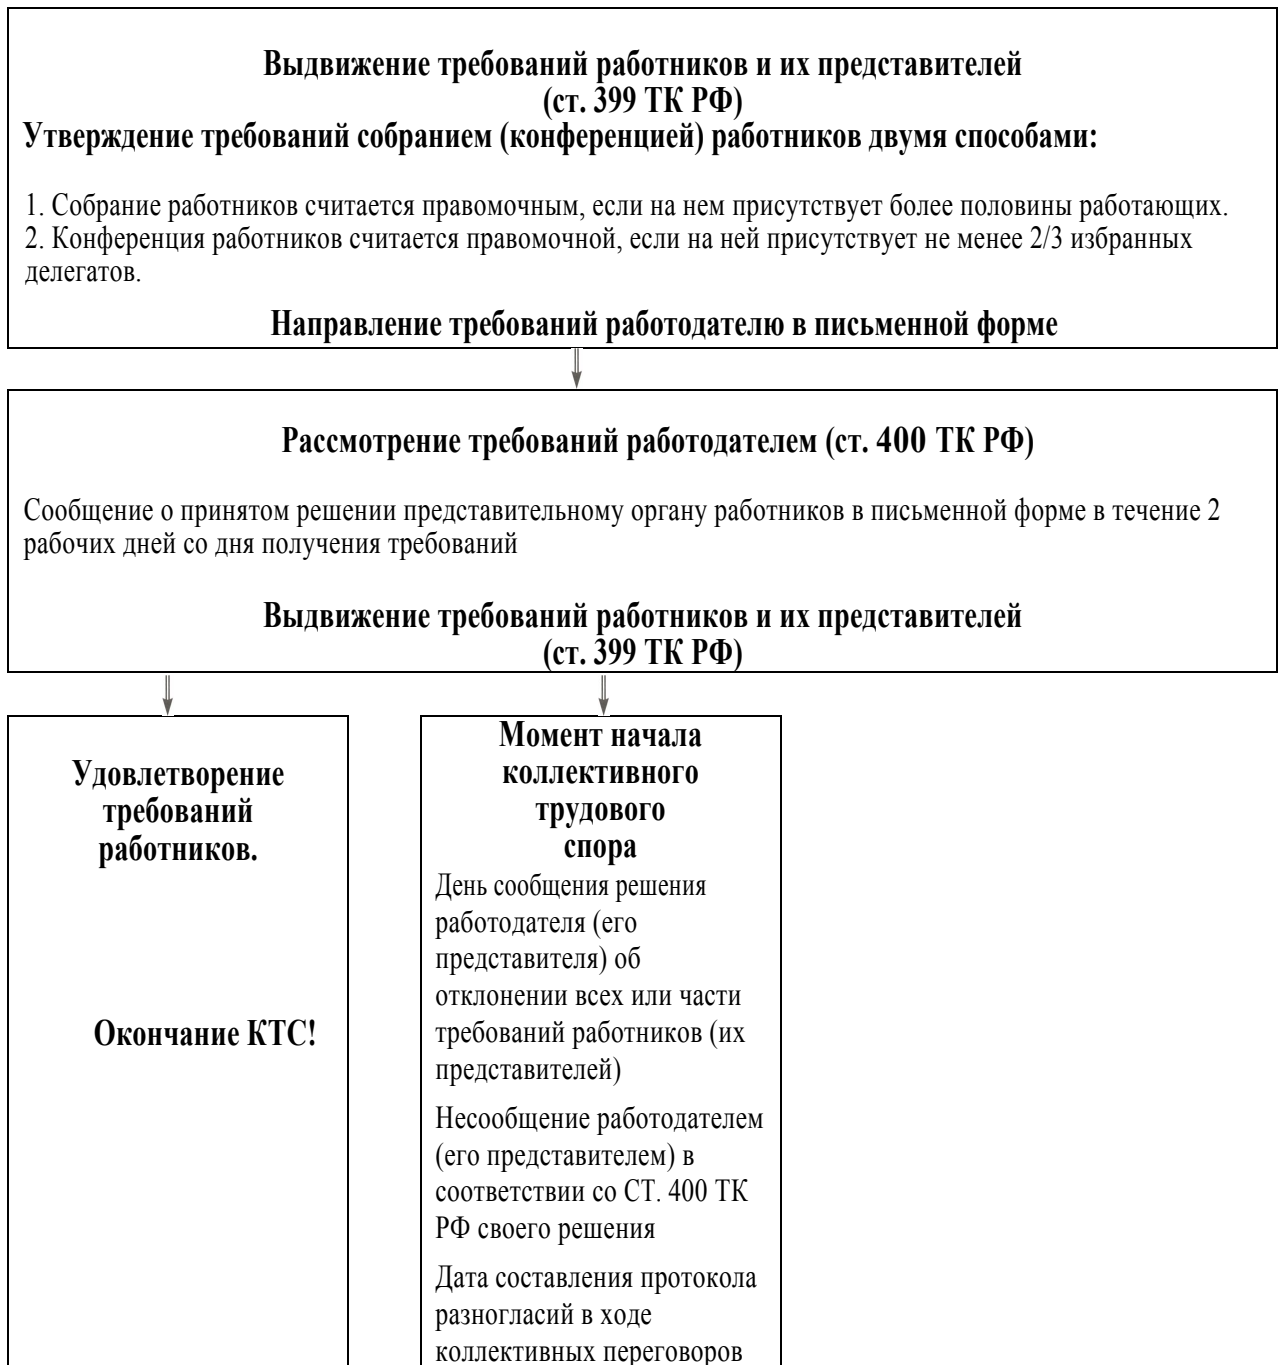 Выдвижение требований работников и их представителей
(ст. 399 ТК РФ)
Утверждение требований собранием (конференцией) работников двумя способами:
1. Собрание работников считается правомочным, если на нем присутствует более половины работающих.
2. Конференция работников считается правомочной, если на ней присутствует не менее 2/3 избранных
делегатов.
Направление требований работодателю в письменной форме
Рассмотрение требований работодателем (ст. 400 ТК РФ)
Сообщение о принятом решении представительному органу работников в письменной форме в течение 2
рабочих дней со дня получения требований
Выдвижение требований работников и их представителей
(ст. 399 ТК РФ)
Удовлетворение
требований
работников.
Окончание КТС!
Момент начала
коллективного
трудового
спора
День сообщения решения
работодателя (его
представителя) об
отклонении всех или части
требований работников (их
представителей)
Несообщение работодателем
(его представителем) в
соответствии со СТ. 400 ТК
РФ своего решения
Дата составления протокола
разногласий в ходе
коллективных переговоров